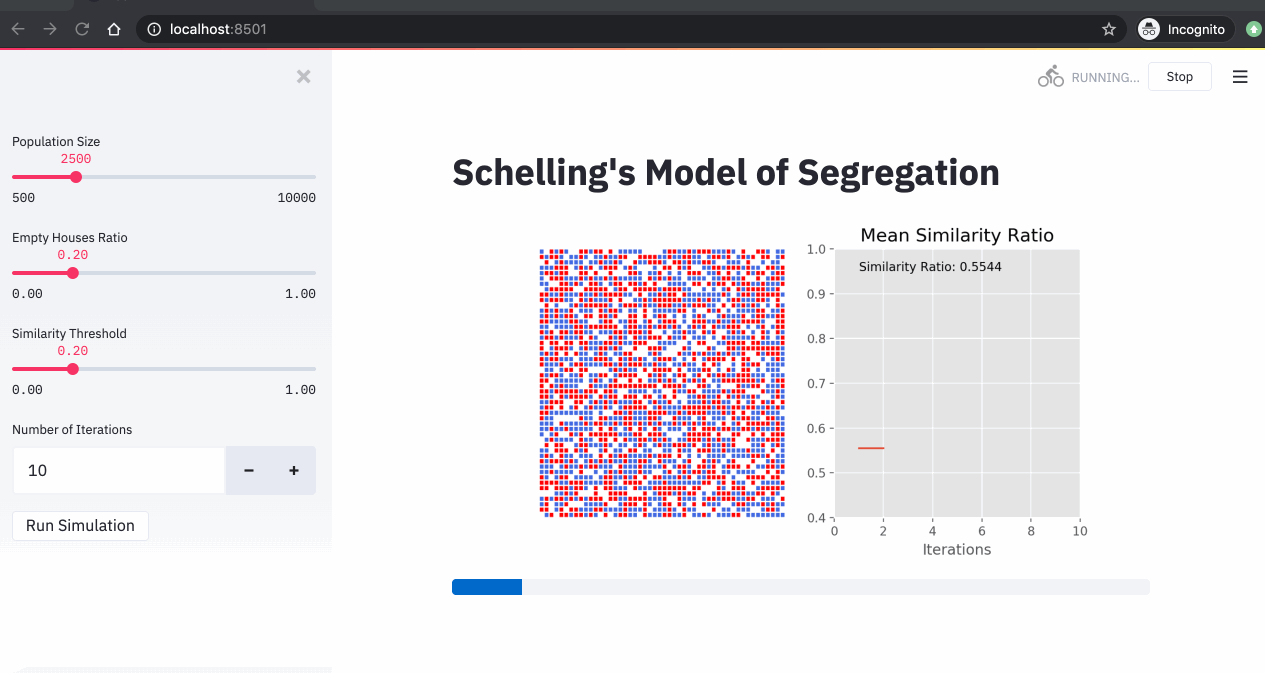 localhost:8501
Incognito
RUNNING...
Stop
Population Size
2500
500 10000
Empty Houses Ratio
0.20
0.00 1.00
Similarity Threshold
0.20
0.00 1.00
Number of Iterations
10 − +
Run Simulation
Schelling's Model of Segregation
Mean Similarity Ratio
Similarity Ratio: 0.5544
1.0
0.9
0.8
0.7
0.6
0.5
0.4
0 2 4 6 8 10
Iterations